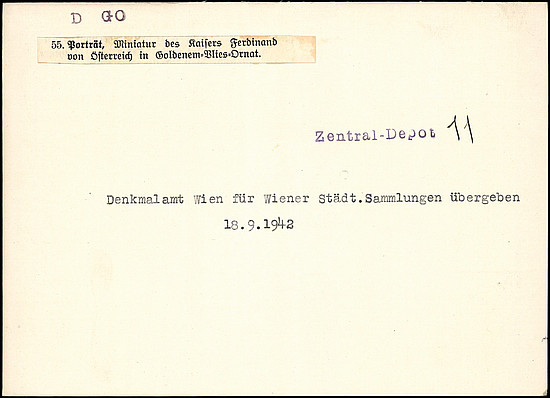 D GO
55. Porträt, Miniatur des Kaisers Ferdinand
von Österreich in Goldenem-Vlies-Ornat.
Zentral-Depot 11
Denkmalamt Wien für Wiener Städt.Sammlungen übergeben
18.9.1942